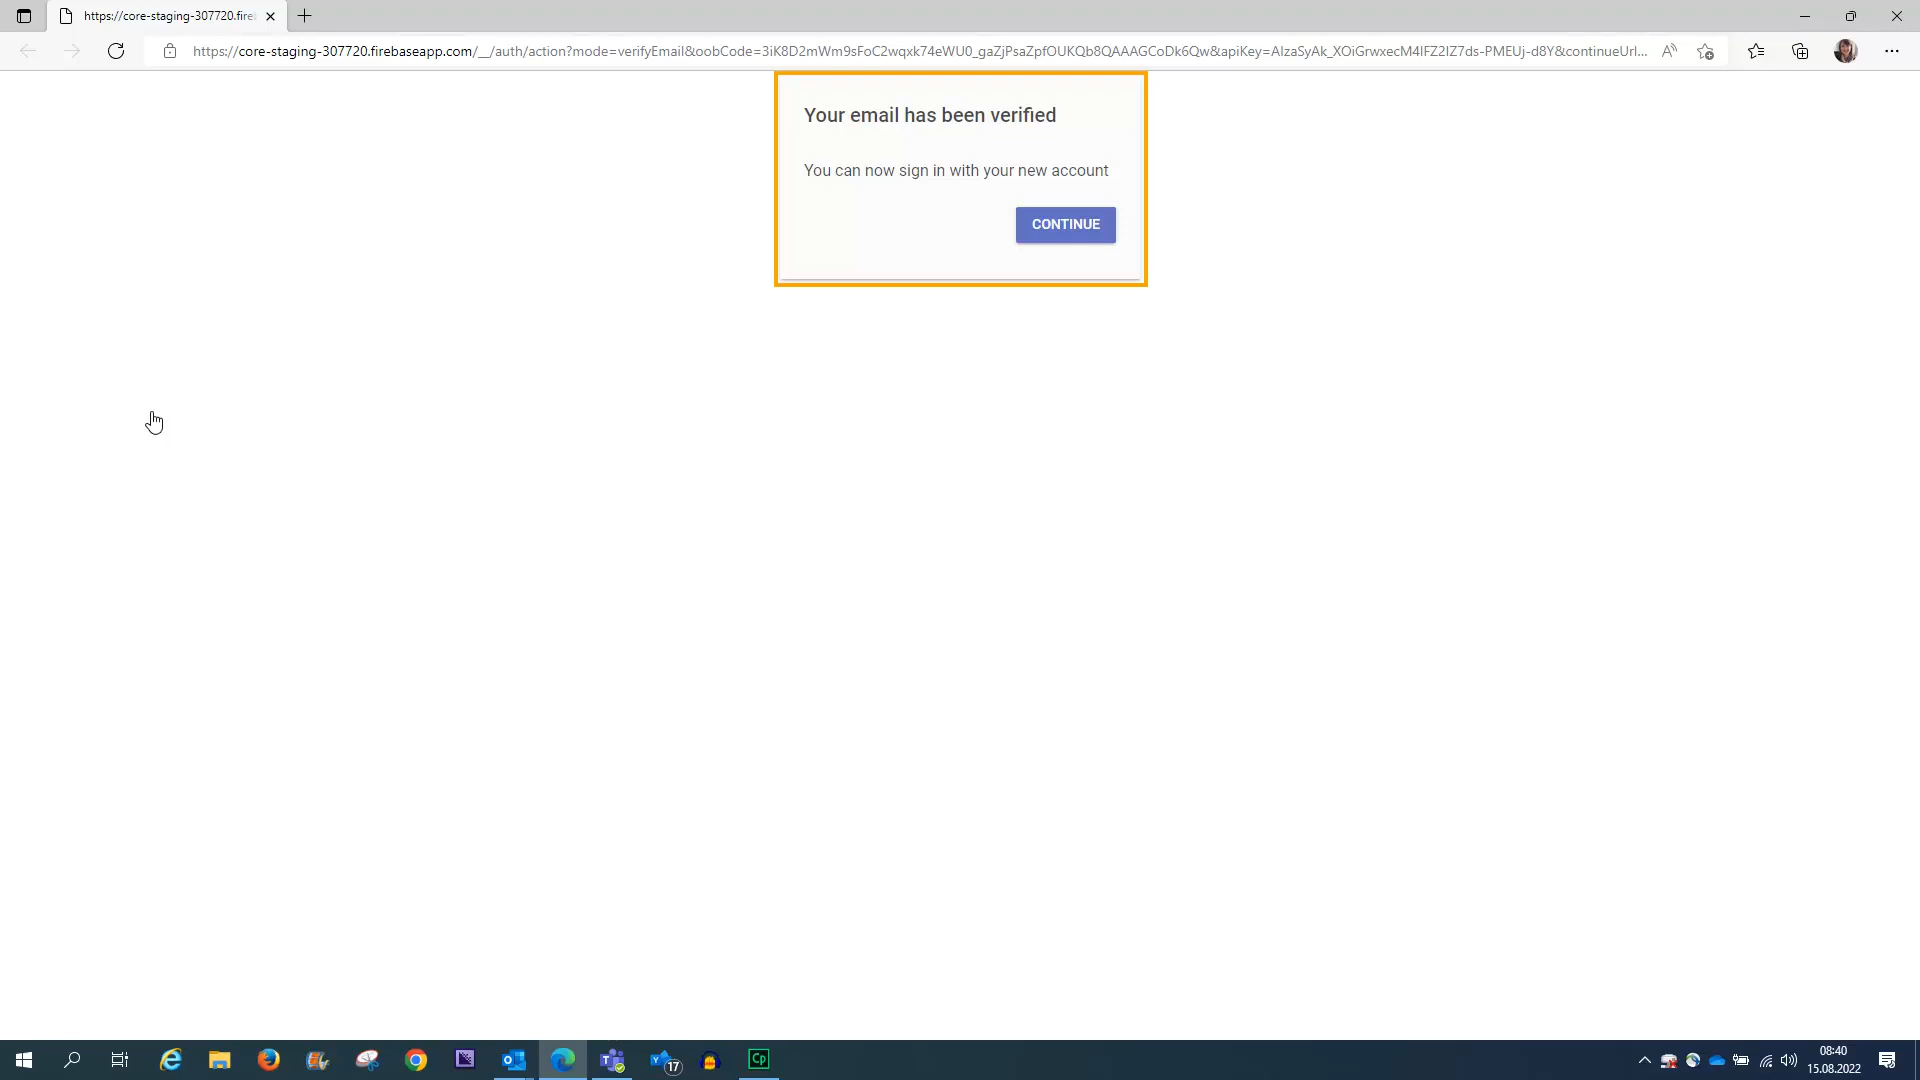 https://core-staging-307720.fire
https://core-staging-307720.firebaseapp.com/__/auth/action?mode=verifyEmail&oobCode=3iK8D2mWm9sFoC2wqxk74eWU0_gaZjPsaZpfOUKQb8QAAAGCoDk6Qw&apiKey=AIzaSyAk_XOiGrwxecM4lFZ2IZ7ds-PMEUj-d8Y&continueUrl...
Your email has been verified
You can now sign in with your new account
CONTINUE
17
Cp
08:40
15.08.2022